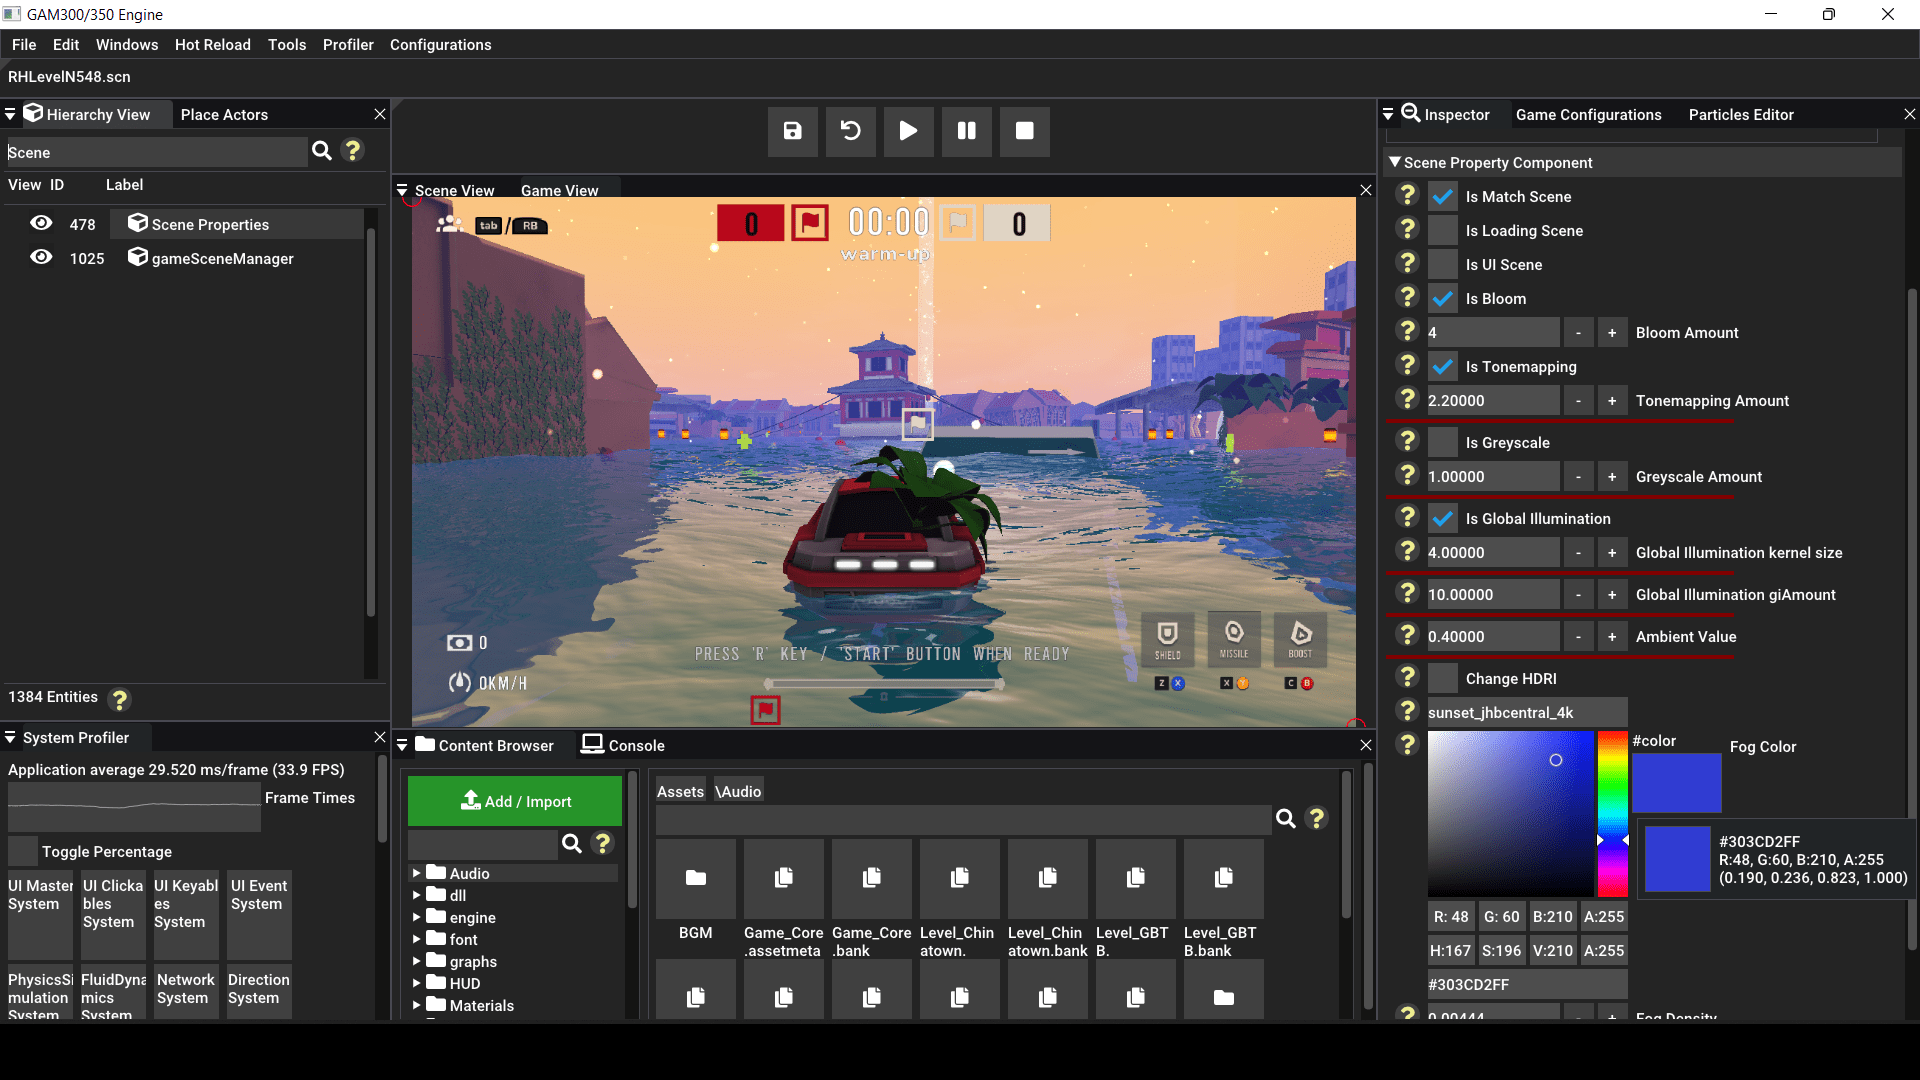 GAM300/350 Engine
File Edit Windows Hot Reload Tools Profiler Configurations
RHLevelN548.scn
Hierarchy View Place Actors
Scene
View ID Label
478 Scene Properties
1025 gameSceneManager
1384 Entities
System Profiler
Application average 29.520 ms/frame (33.9 FPS)
Frame Times
Toggle Percentage
UI Master System
UI Clickables System
UI Keyables System
UI Event System
PhysicsSimulation System
FluidDynamics System
Network System
Direction System
Scene View Game View
tab / RB
0 00:00 0
warm-up
0
0KM/H
PRESS 'R' KEY / 'START' BUTTON WHEN READY
SHIELD MISSILE BOOST
Z X X Y C B
Content Browser Console
Add / Import
Audio
dll
engine
font
graphs
HUD
Materials
Assets \Audio
BGM
Game_Core.assetmeta
Game_Core.bank
Level_Chinatown.
Level_Chinatown.bank
Level_GBTB.
Level_GBTB.bank
Inspector Game Configurations Particles Editor
Scene Property Component
Is Match Scene
Is Loading Scene
Is UI Scene
Is Bloom
4 - + Bloom Amount
Is Tonemapping
2.20000 - + Tonemapping Amount
Is Greyscale
1.00000 - + Greyscale Amount
Is Global Illumination
4.00000 - + Global Illumination kernel size
10.00000 - + Global Illumination giAmount
0.40000 - + Ambient Value
Change HDRI
sunset_jhbcentral_4k
#color Fog Color
#303CD2FF
R:48, G:60, B:210, A:255
(0.190, 0.236, 0.823, 1.000)
R: 48 G: 60 B:210 A:255
H:167 S:196 V:210 A:255
#303CD2FF
0.00444 - + Fog Density